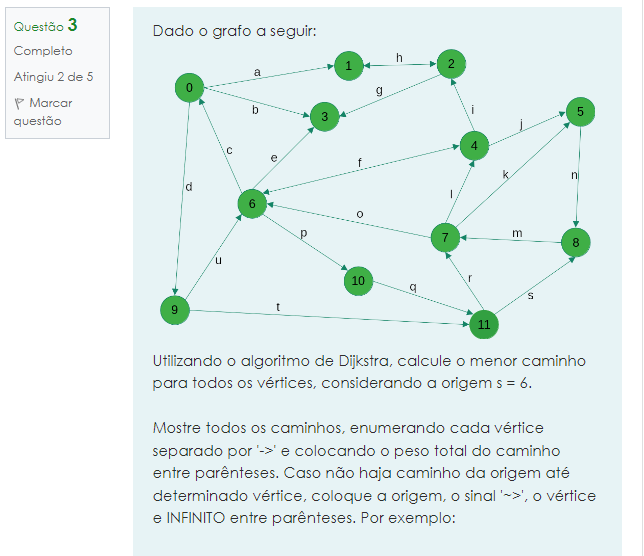 Questão 3
Completo
Atingiu 2 de 5
Marcar
questão
Dado o grafo a seguir:
a
h
1
2
0
g
b
3
5
i
j
4
c
e
f
k
n
d
l
6
o
7
m
8
p
u
10
q
r
s
9
t
11
Utilizando o algoritmo de Dijkstra, calcule o menor caminho
para todos os vértices, considerando a origem s = 6.
Mostre todos os caminhos, enumerando cada vértice
separado por '->' e colocando o peso total do caminho
entre parênteses. Caso não haja caminho da origem até
determinado vértice, coloque a origem, o sinal '~>', o vértice
e INFINITO entre parênteses. Por exemplo: